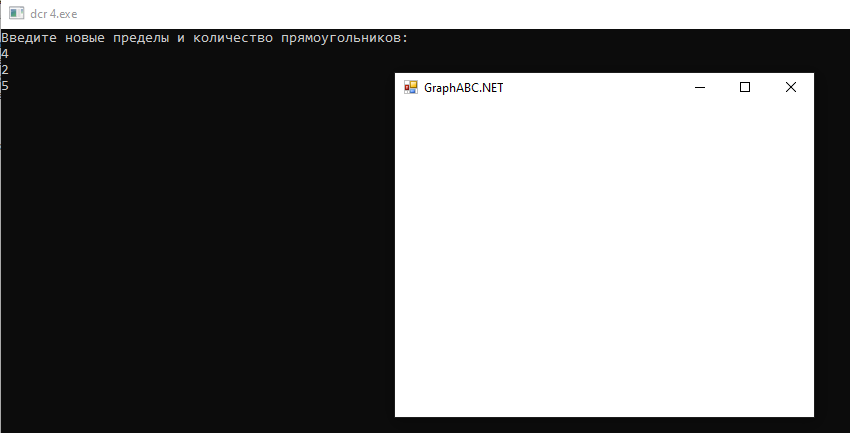 dcr 4.exe
Введите новые пределы и количество прямоугольников:
4
2
5
GraphABC.NET